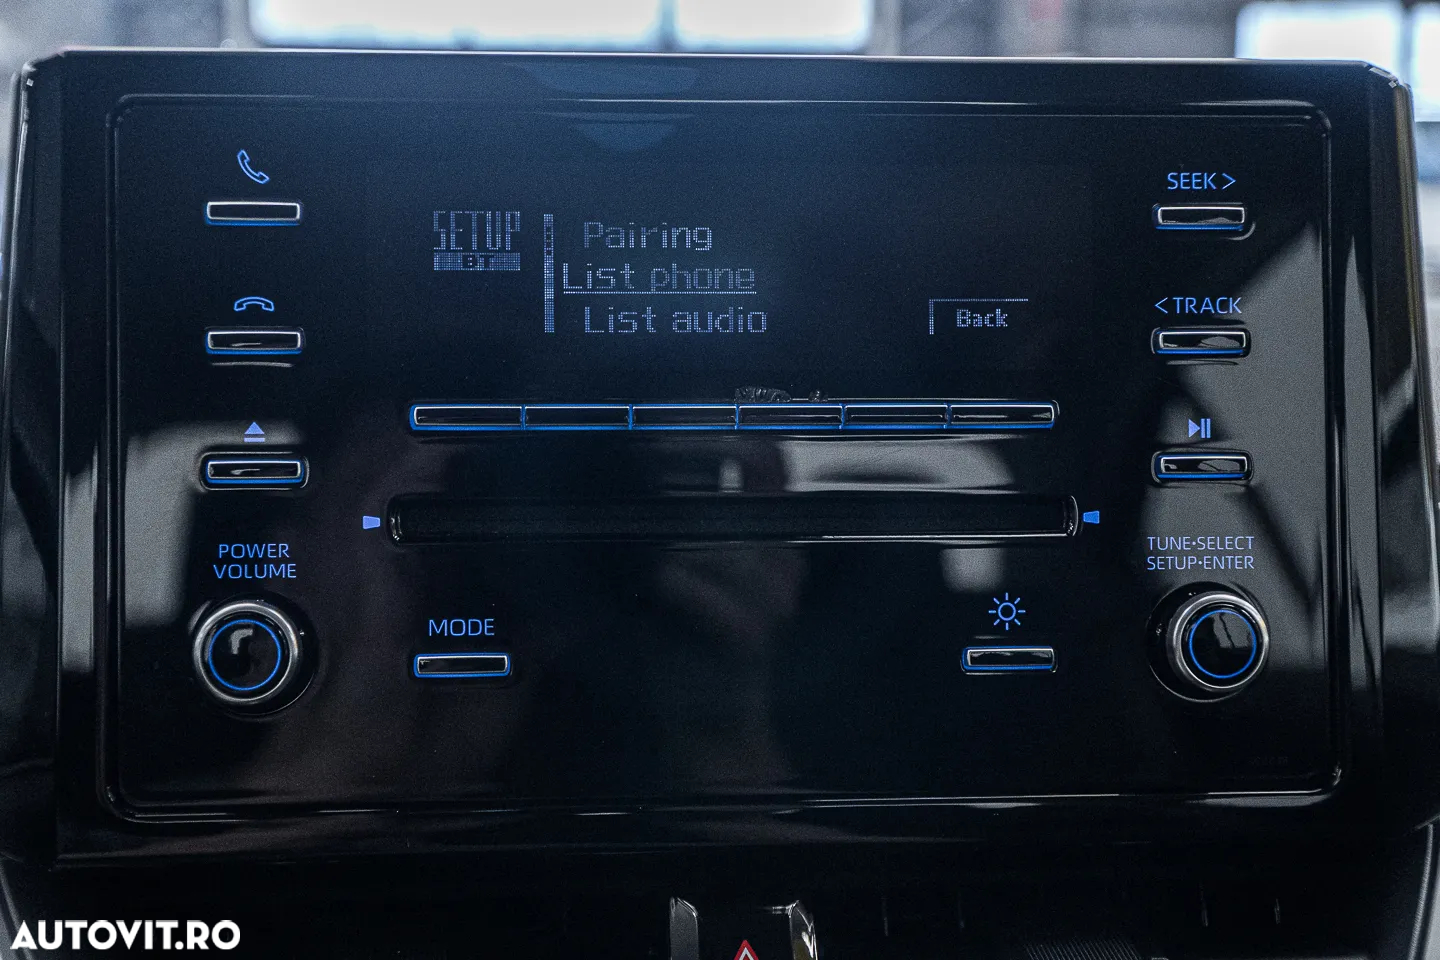 SEEK >
SETUP
BT
Pairing
List phone
List audio
Back
< TRACK
POWER
VOLUME
TUNE•SELECT
SETUP•ENTER
MODE
AUTOVIT.RO